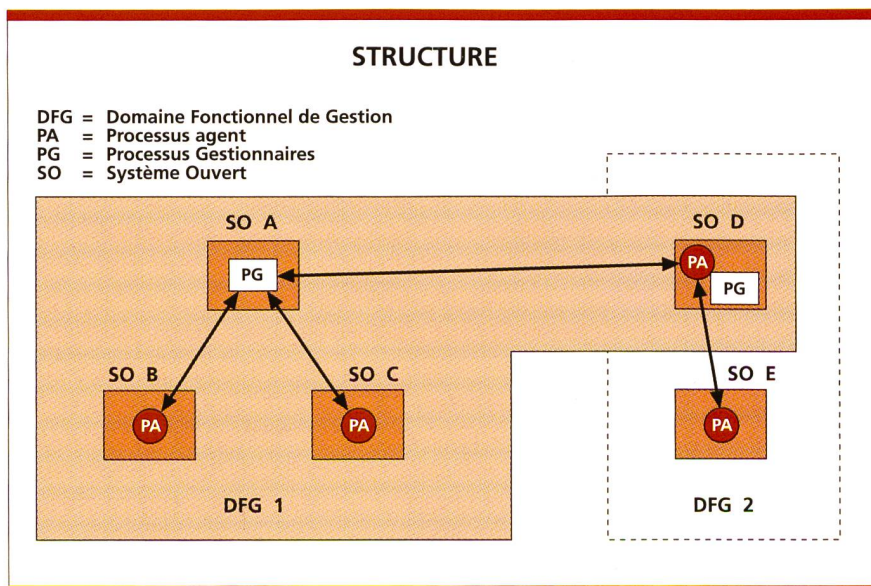 STRUCTURE
DFG = Domaine Fonctionnel de Gestion
PA = Processus agent
PG = Processus Gestionnaires
SO = Système Ouvert
SO A
SO D
PG
PA
PG
SO B
SO C
SO E
PA
PA
PA
DFG 1
DFG 2